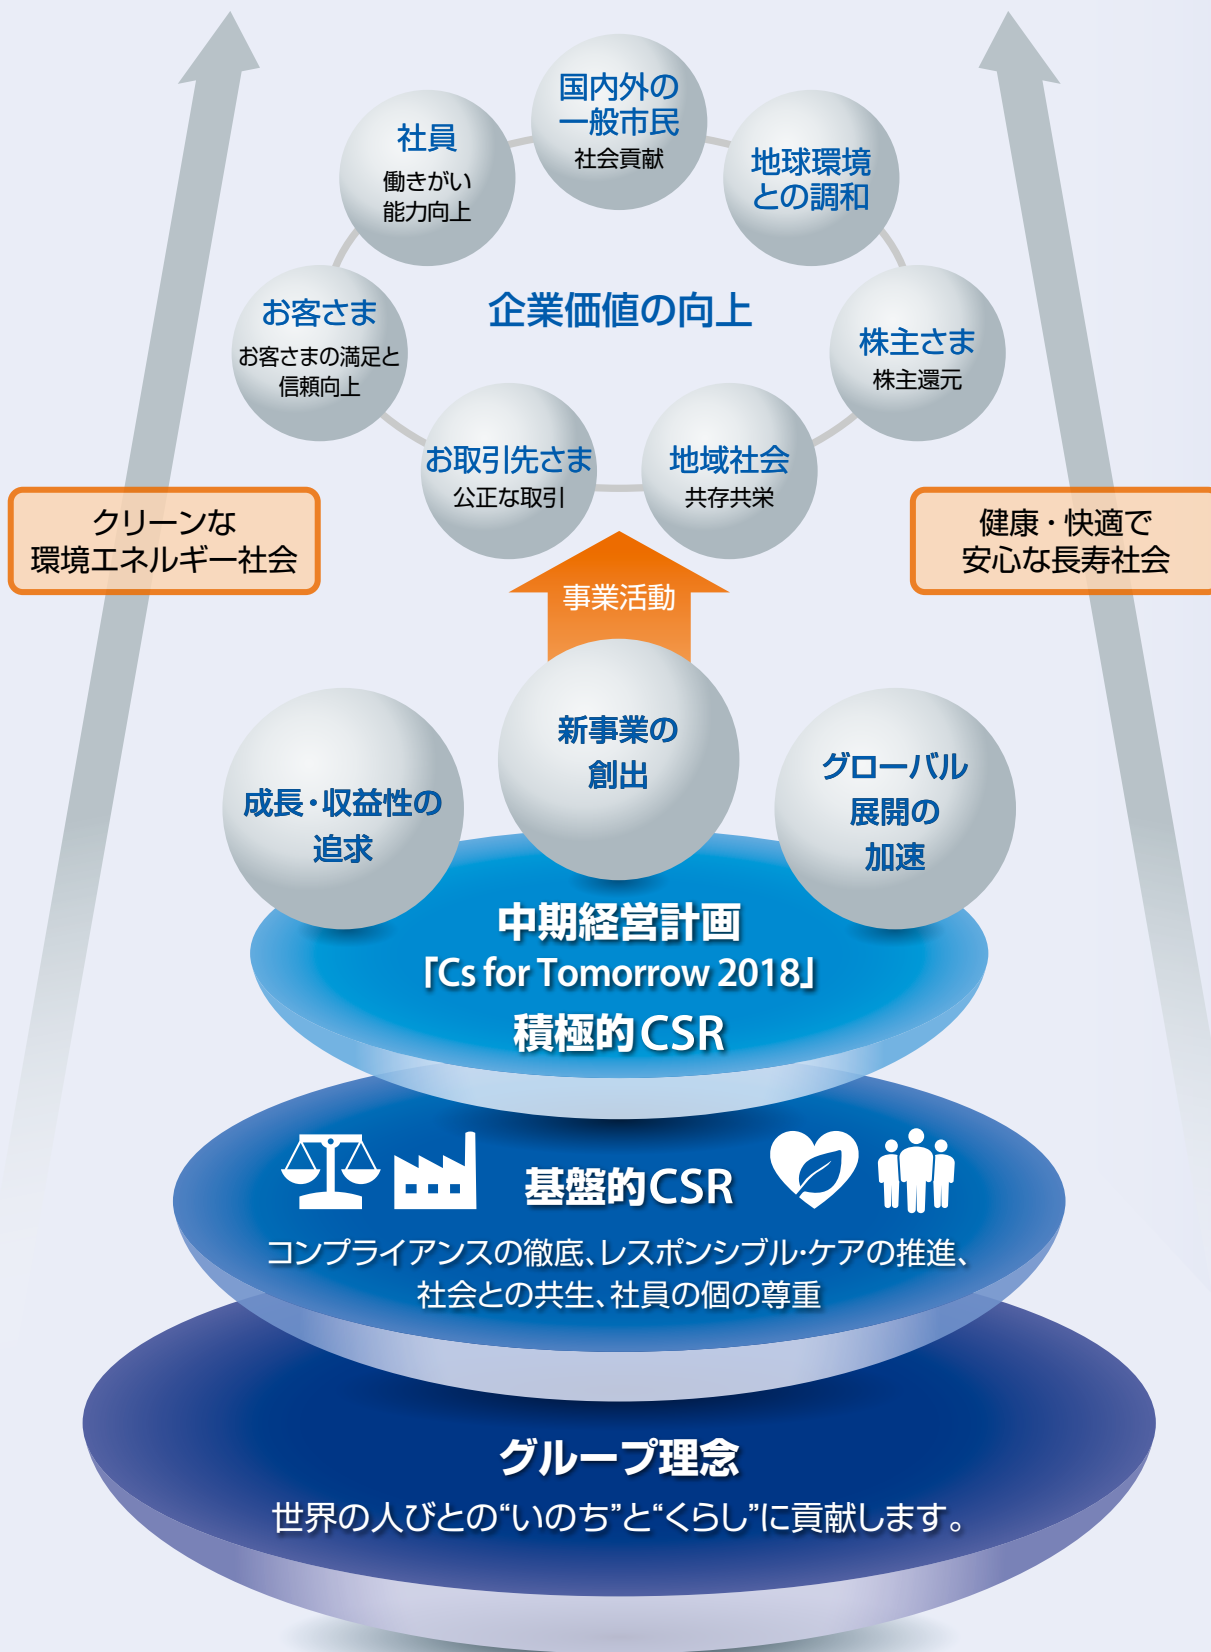 国内外の
一般市民
社会貢献
社員
働きがい
能力向上
地球環境
との調和
お客さま
お客さまの満足と
信頼向上
企業価値の向上
株主さま
株主還元
お取引先さま
公正な取引
地域社会
共存共栄
クリーンな
環境エネルギー社会
健康・快適で
安心な長寿社会
事業活動
新事業の
創出
成長・収益性の
追求
グローバル
展開の
加速
中期経営計画
「Cs for Tomorrow 2018」
積極的CSR
基盤的CSR
コンプライアンスの徹底、レスポンシブル・ケアの推進、
社会との共生、社員の個の尊重
グループ理念
世界の人びとの“いのち”と“くらし”に貢献します。